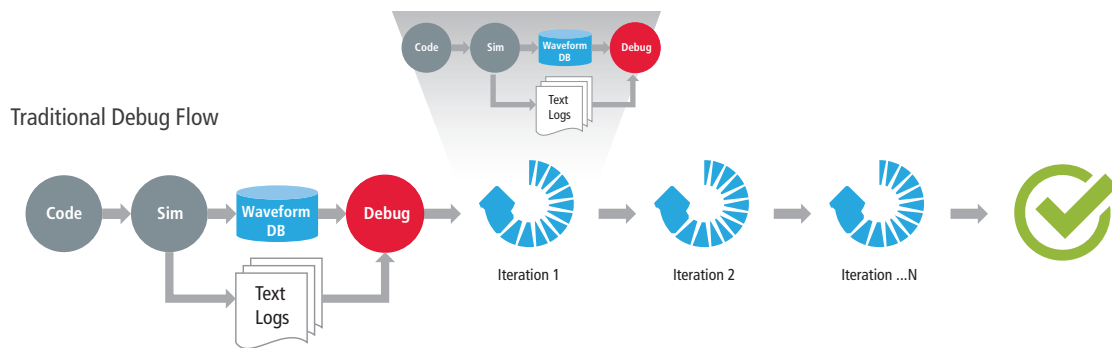 Code
Sim
Waveform
DB
Debug
Text
Logs
Traditional Debug Flow
Code
Sim
Waveform
DB
Debug
Text
Logs
Iteration 1
Iteration 2
Iteration ...N